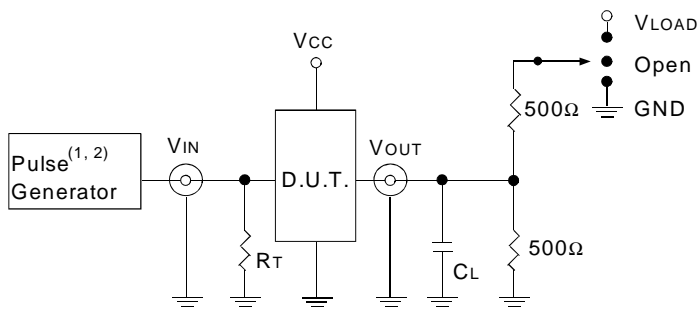 VLOAD
VCC
Open
500Ω
GND
Pulse(1, 2)
Generator
VIN
D.U.T.
VOUT
RT
CL
500Ω